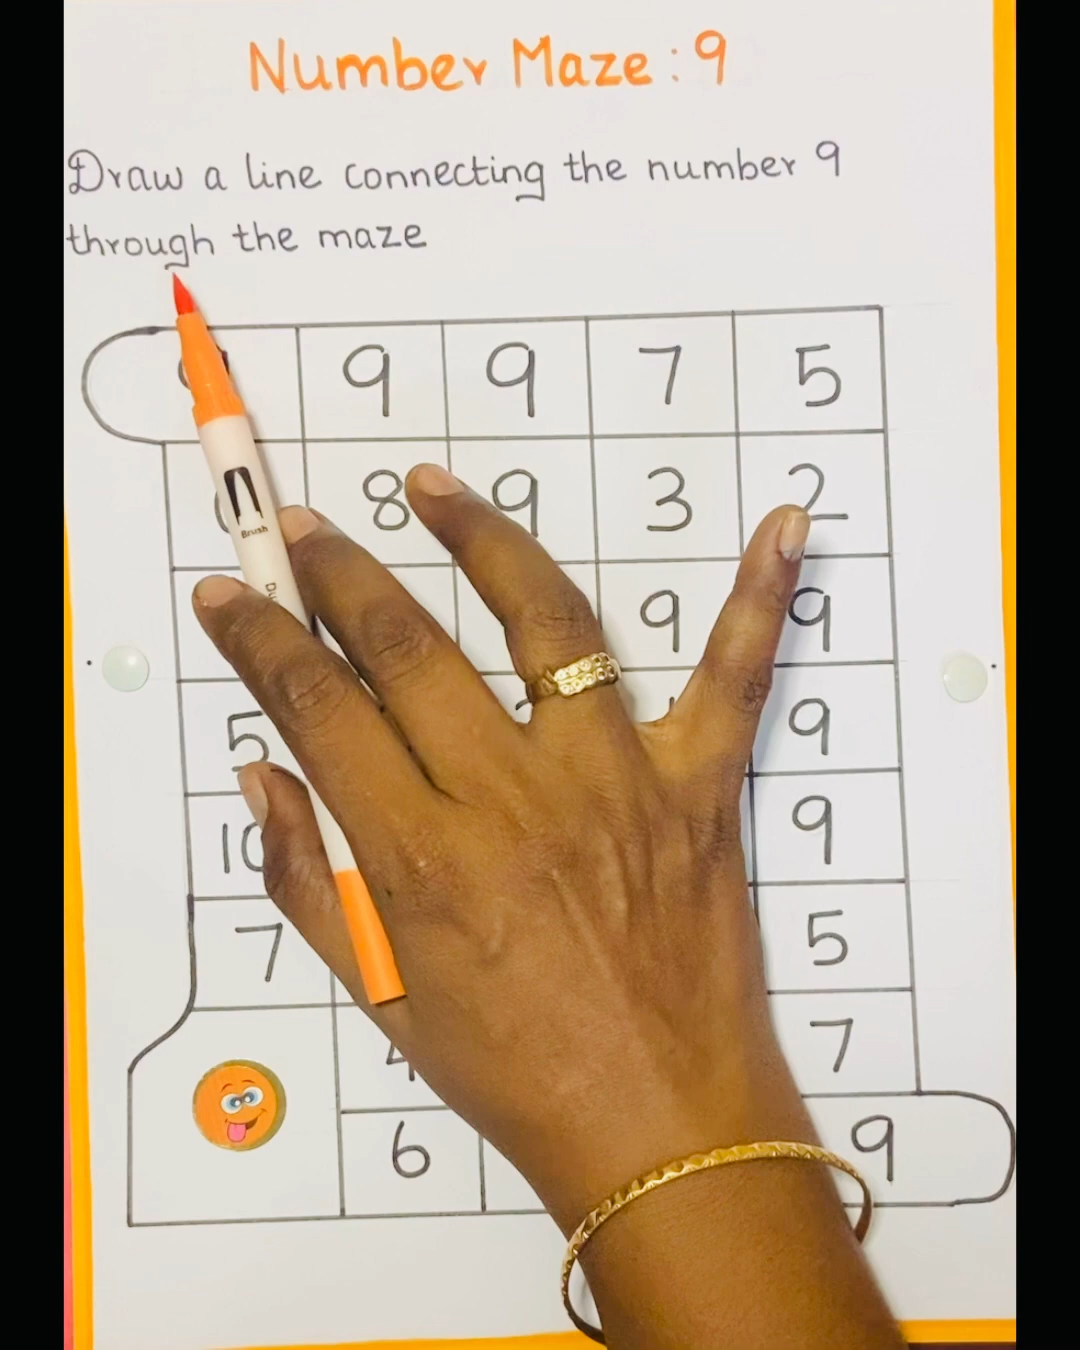 Number Maze : 9
Draw a line connecting the number 9
through the maze
9 9 7 5
8 9 3 2
9 9
5 9
10 9
7 5
7
6 9
Brush